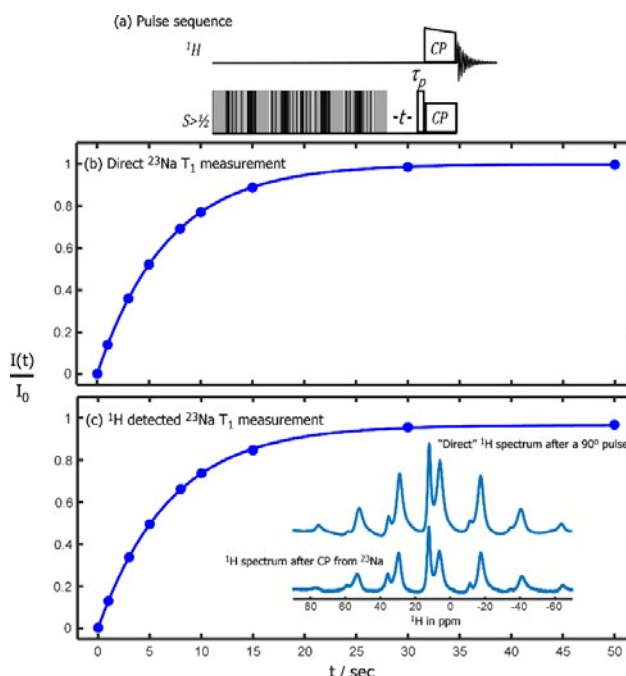 (a) Pulse sequence
¹H
CP
τp
S>½
-t-
CP
(b) Direct ²³Na T₁ measurement
1
0.8
0.6
0.4
0.2
0
I(t)
I₀
(c) ¹H detected ²³Na T₁ measurement
"Direct" ¹H spectrum after a 90° pulse
¹H spectrum after CP from ²³Na
80 60 40 20 0 -20 -40 -60
¹H in ppm
1
0.8
0.6
0.4
0.2
0
0 5 10 15 20 25 30 35 40 45 50
t / sec